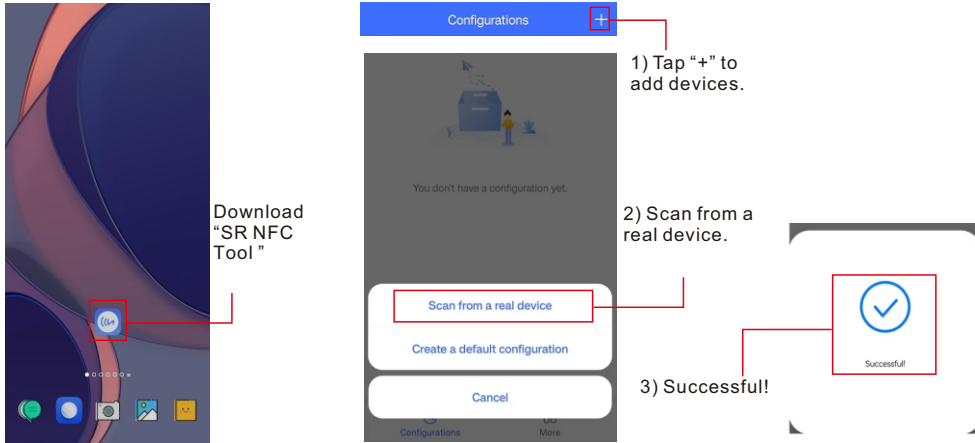 Download
“SR NFC
Tool ”
Configurations
+
1) Tap “+” to
add devices.
You don't have a configuration yet.
2) Scan from a
real device.
Scan from a real device
Create a default configuration
Cancel
Configurations
More
3) Successful!
Successful!